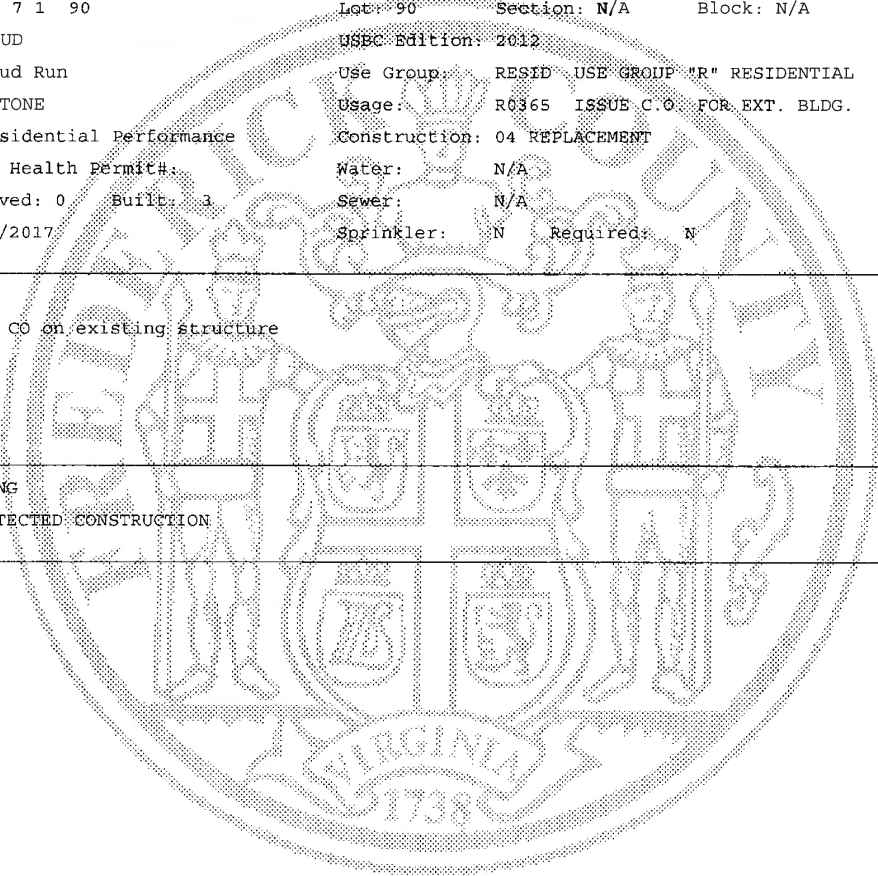 7 1 90 Lot: 90 Section: N/A Block: N/A
UD USBC Edition: 2012
ud Run Use Group: RESID USE GROUP "R" RESIDENTIAL
TONE Usage: R0365 ISSUE C.O. FOR EXT. BLDG.
sidential Performance Construction: 04 REPLACEMENT
Health Permit#: Water: N/A
ved: 0 Built: 3 Sewer: N/A
/2017 Sprinkler: N Required: N
CO on existing structure
NG
TECTED CONSTRUCTION
FREDERICK COUNTY
VIRGINIA
1738